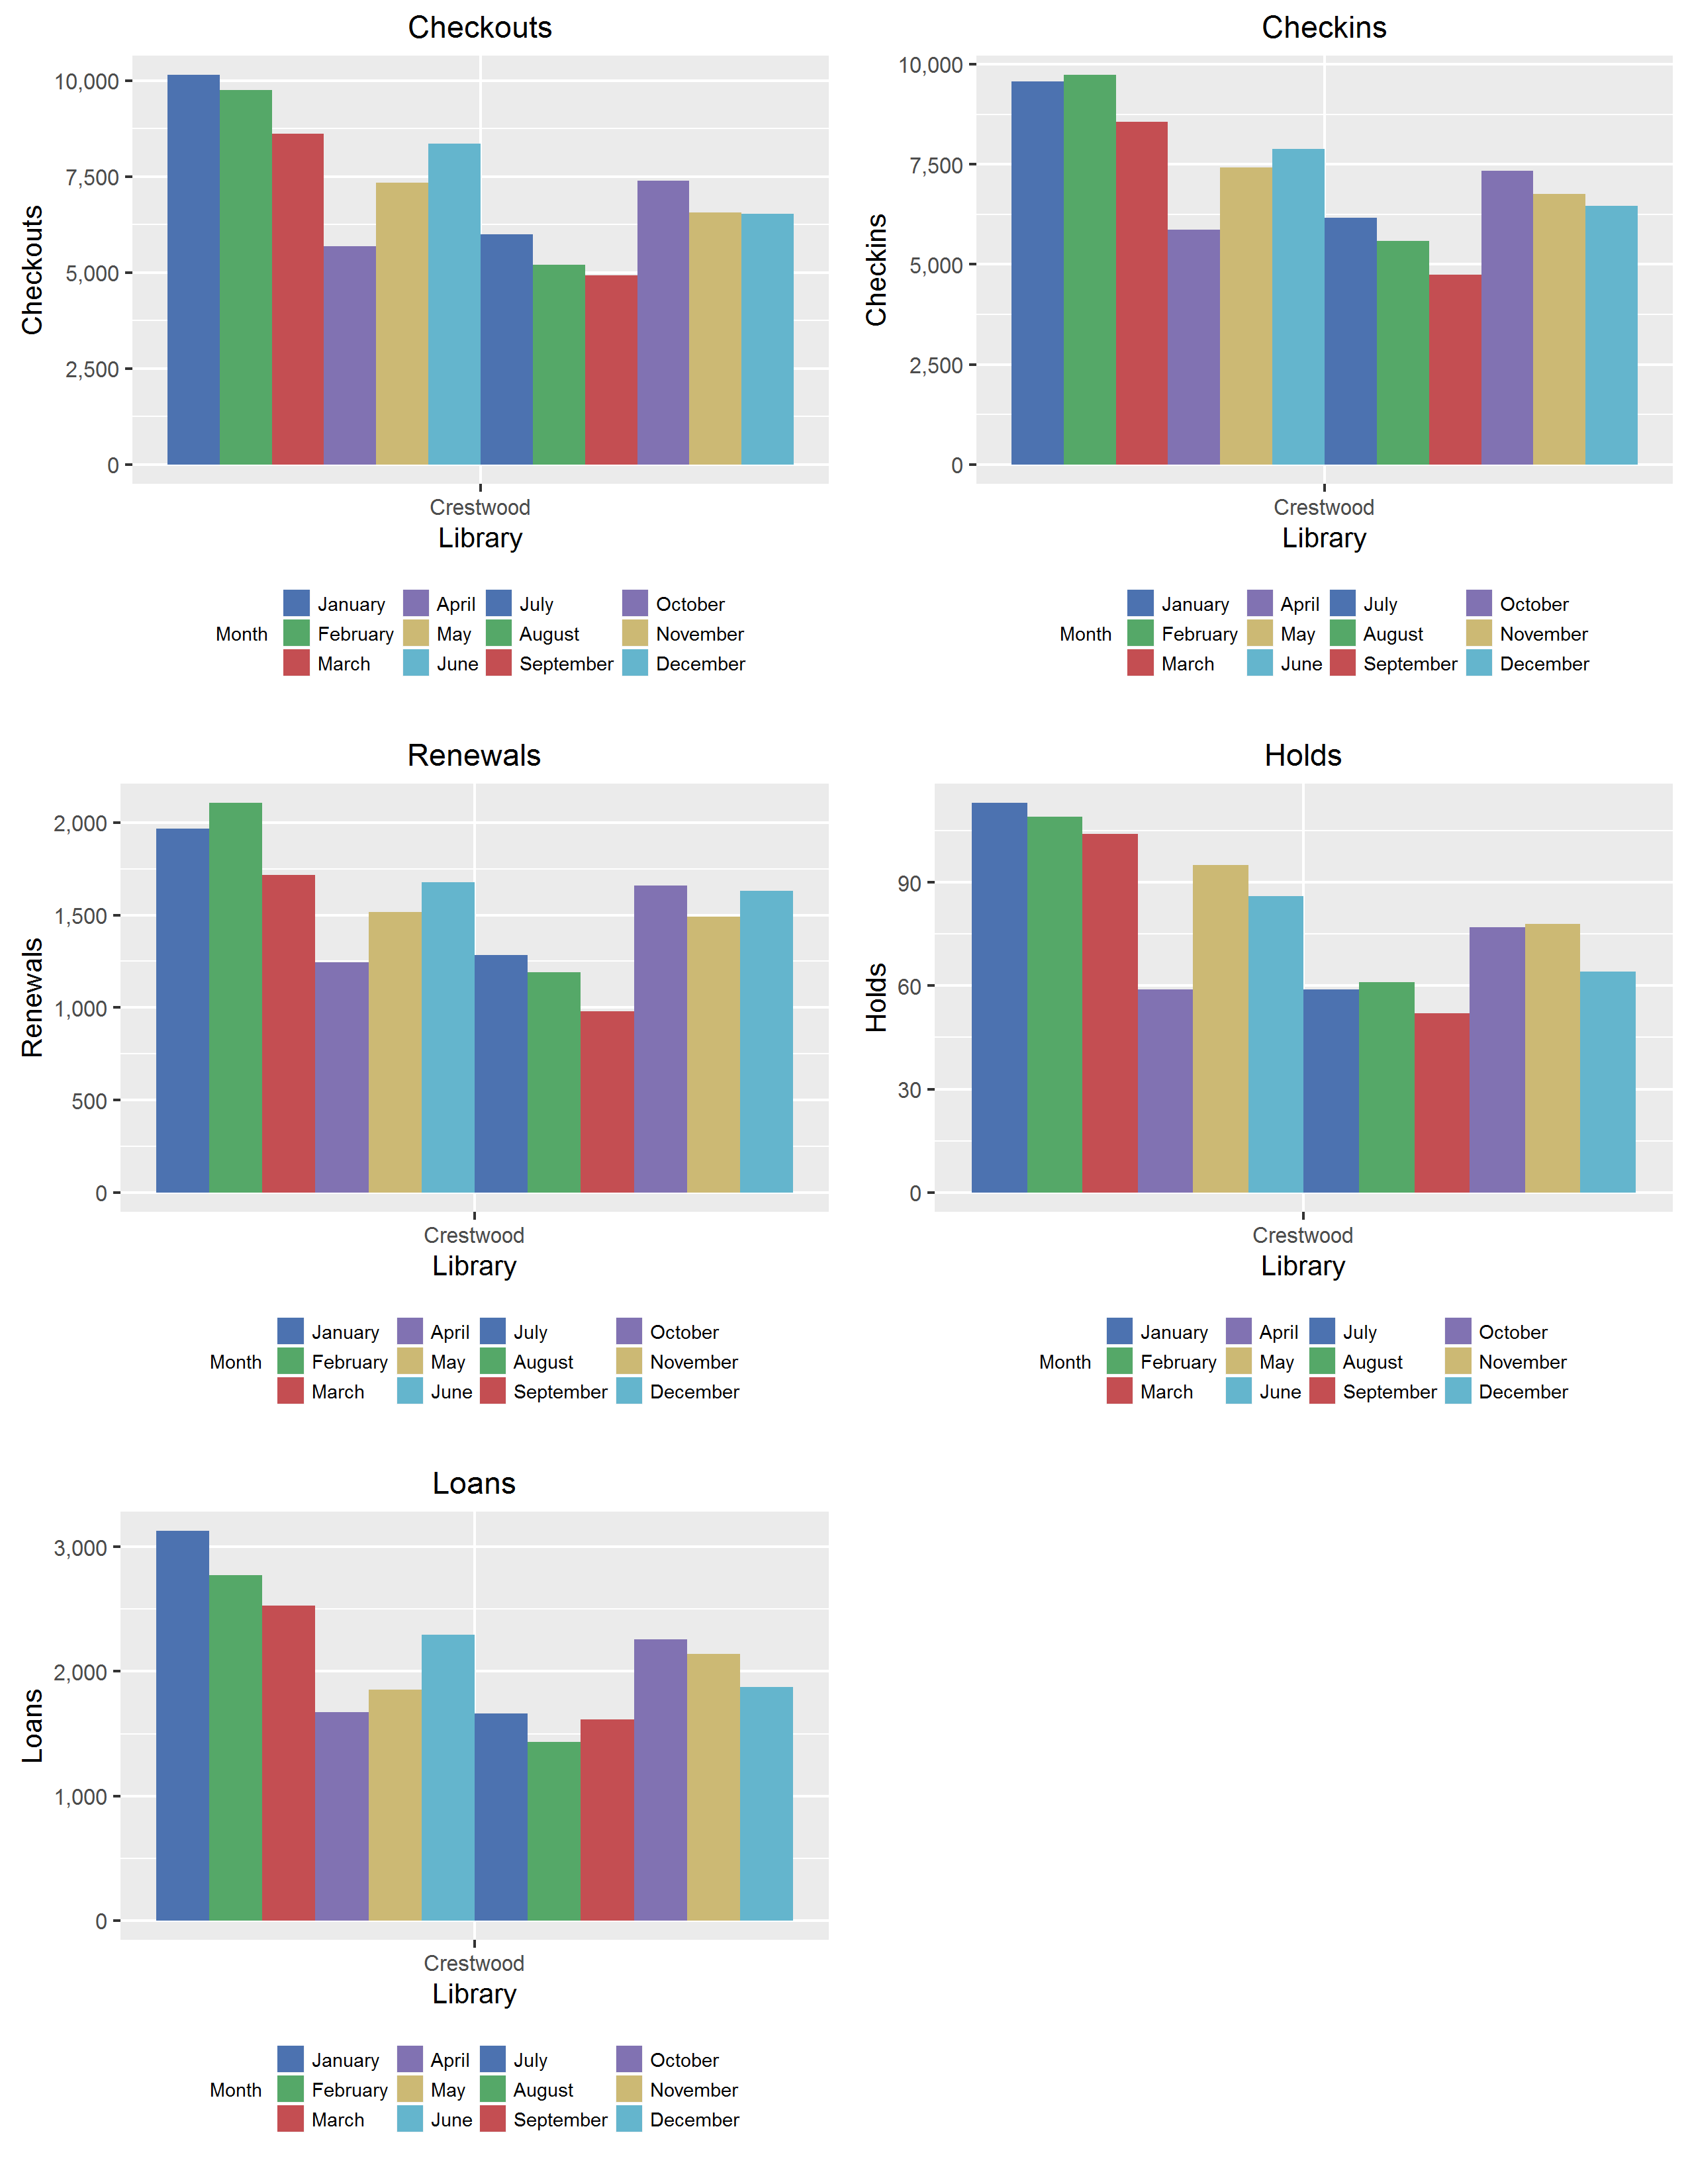 Checkouts
Checkouts
10,000
7,500
5,000
2,500
0
Crestwood
Library
Month
January April July October
February May August November
March June September December
Checkins
Checkins
10,000
7,500
5,000
2,500
0
Crestwood
Library
Month
January April July October
February May August November
March June September December
Renewals
Renewals
2,000
1,500
1,000
500
0
Crestwood
Library
Month
January April July October
February May August November
March June September December
Holds
Holds
90
60
30
0
Crestwood
Library
Month
January April July October
February May August November
March June September December
Loans
Loans
3,000
2,000
1,000
0
Crestwood
Library
Month
January April July October
February May August November
March June September December